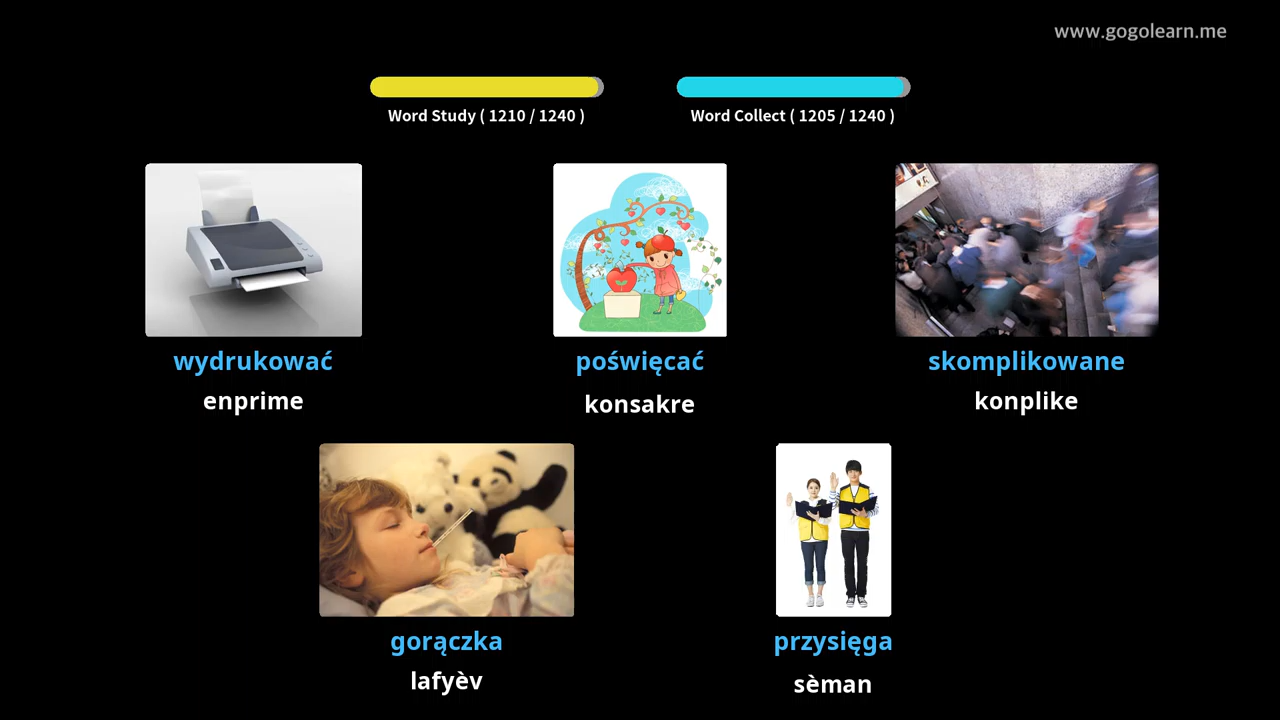 www.gogolearn.me
Word Study ( 1210 / 1240 )
Word Collect ( 1205 / 1240 )
wydrukować
enprime
poświęcać
konsakre
skomplikowane
konplike
gorączka
lafyèv
przysięga
sèman